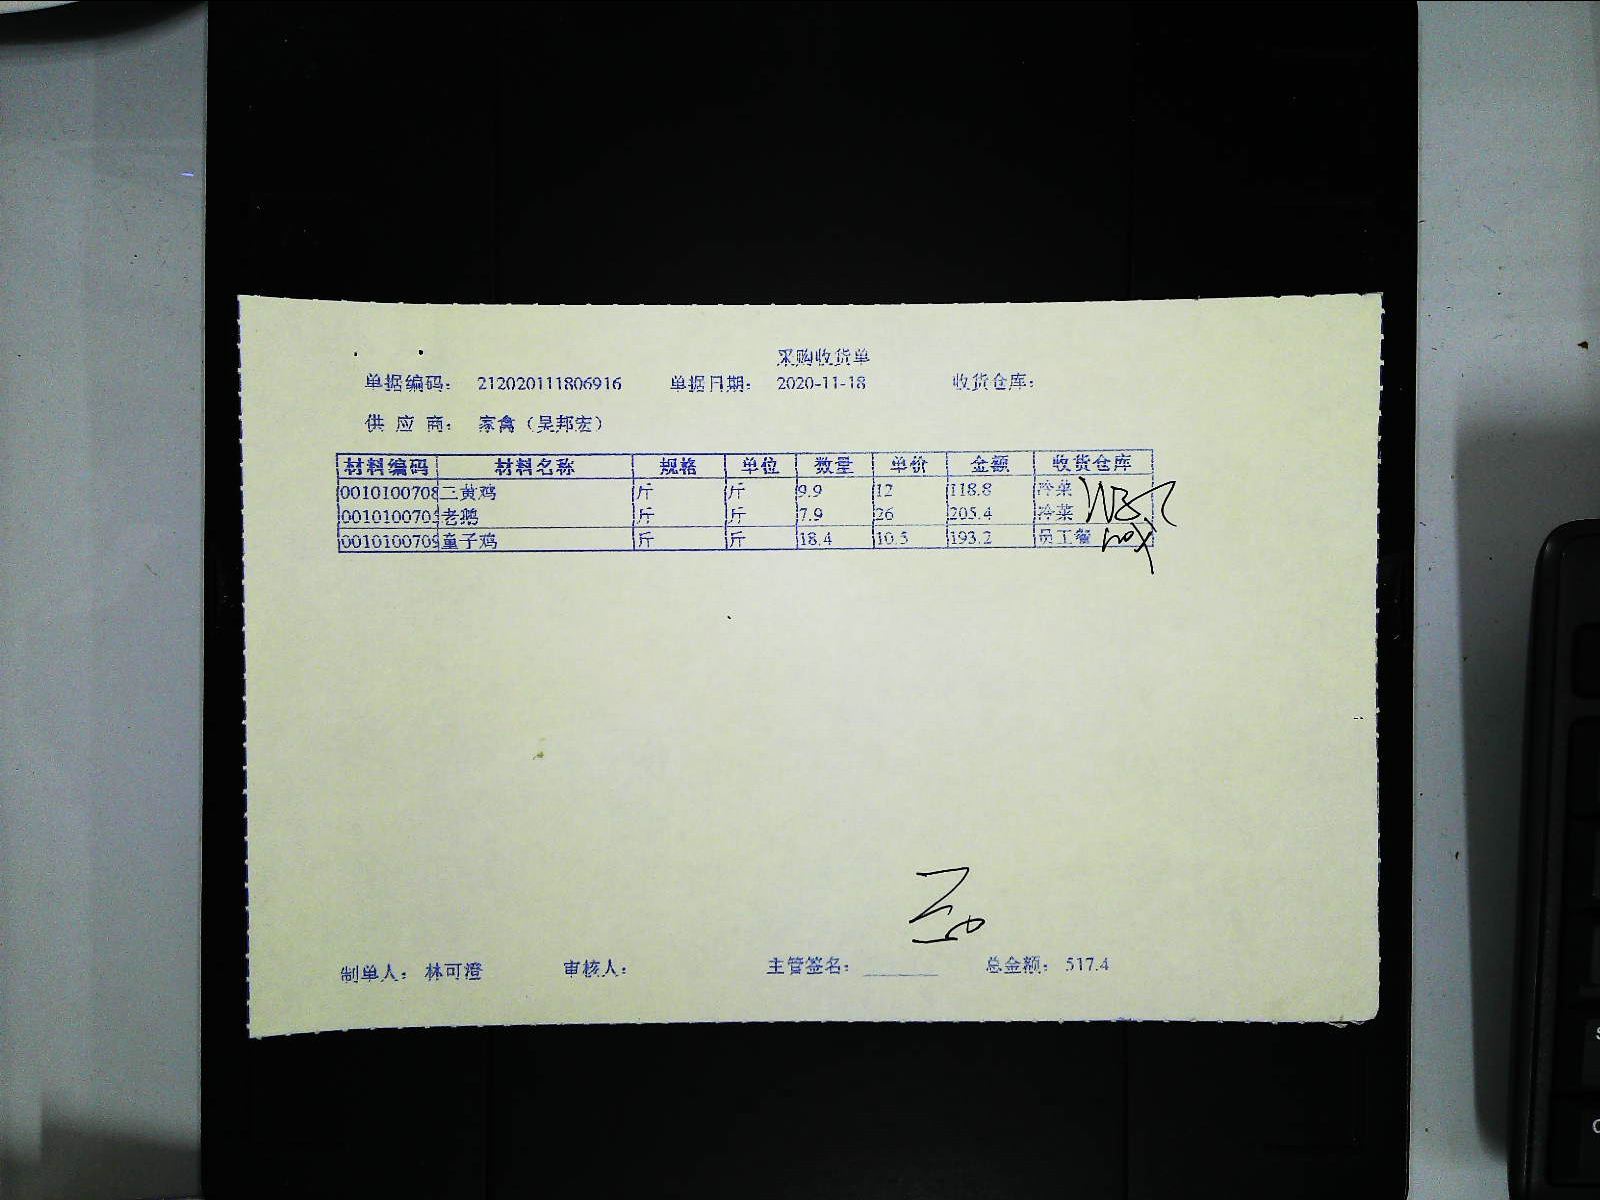 采购收货单
单据编码： 212020111806916 单据日期： 2020-11-18 收货仓库：
供 应 商： 家禽（吴邦宏）
材料编码 材料名称 规格 单位 数量 单价 金额 收货仓库
0010100708 三黄鸡 斤 斤 9.9 12 118.8 冷菜
001010070 老鹅 斤 斤 7.9 26 205.4 冷菜
0010100709 童子鸡 斤 斤 18.4 10.5 193.2 员工餐
制单人： 林可澄 审核人： 主管签名： 总金额： 517.4